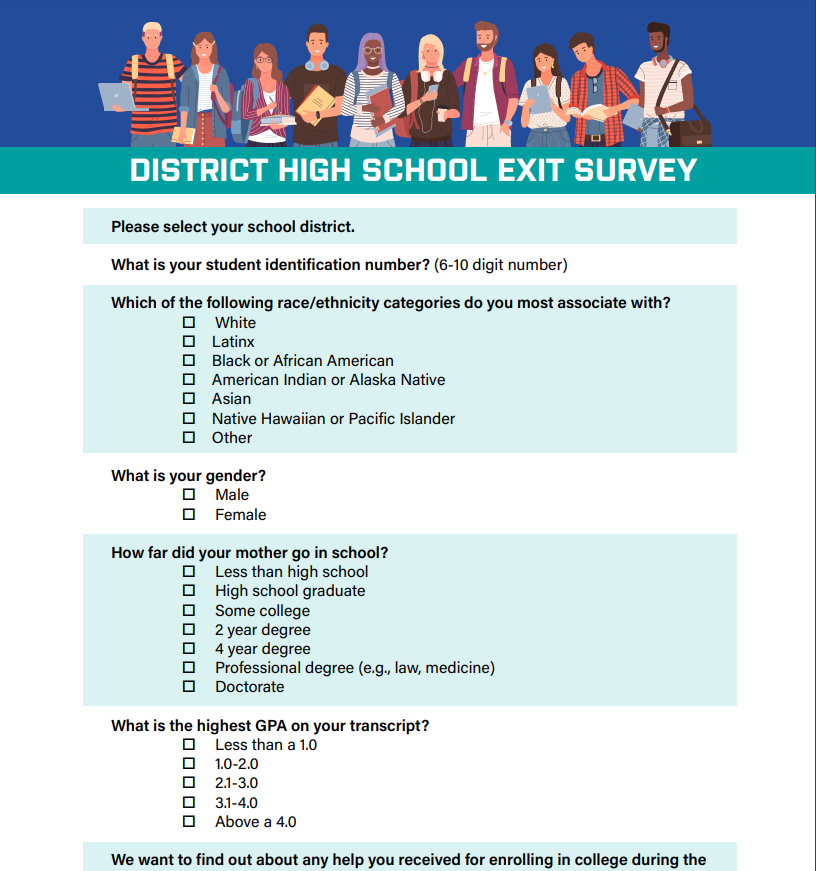 DISTRICT HIGH SCHOOL EXIT SURVEY
Please select your school district.
What is your student identification number? (6-10 digit number)
Which of the following race/ethnicity categories do you most associate with?
☐ White
☐ Latinx
☐ Black or African American
☐ American Indian or Alaska Native
☐ Asian
☐ Native Hawaiian or Pacific Islander
☐ Other
What is your gender?
☐ Male
☐ Female
How far did your mother go in school?
☐ Less than high school
☐ High school graduate
☐ Some college
☐ 2 year degree
☐ 4 year degree
☐ Professional degree (e.g., law, medicine)
☐ Doctorate
What is the highest GPA on your transcript?
☐ Less than a 1.0
☐ 1.0-2.0
☐ 2.1-3.0
☐ 3.1-4.0
☐ Above a 4.0
We want to find out about any help you received for enrolling in college during the